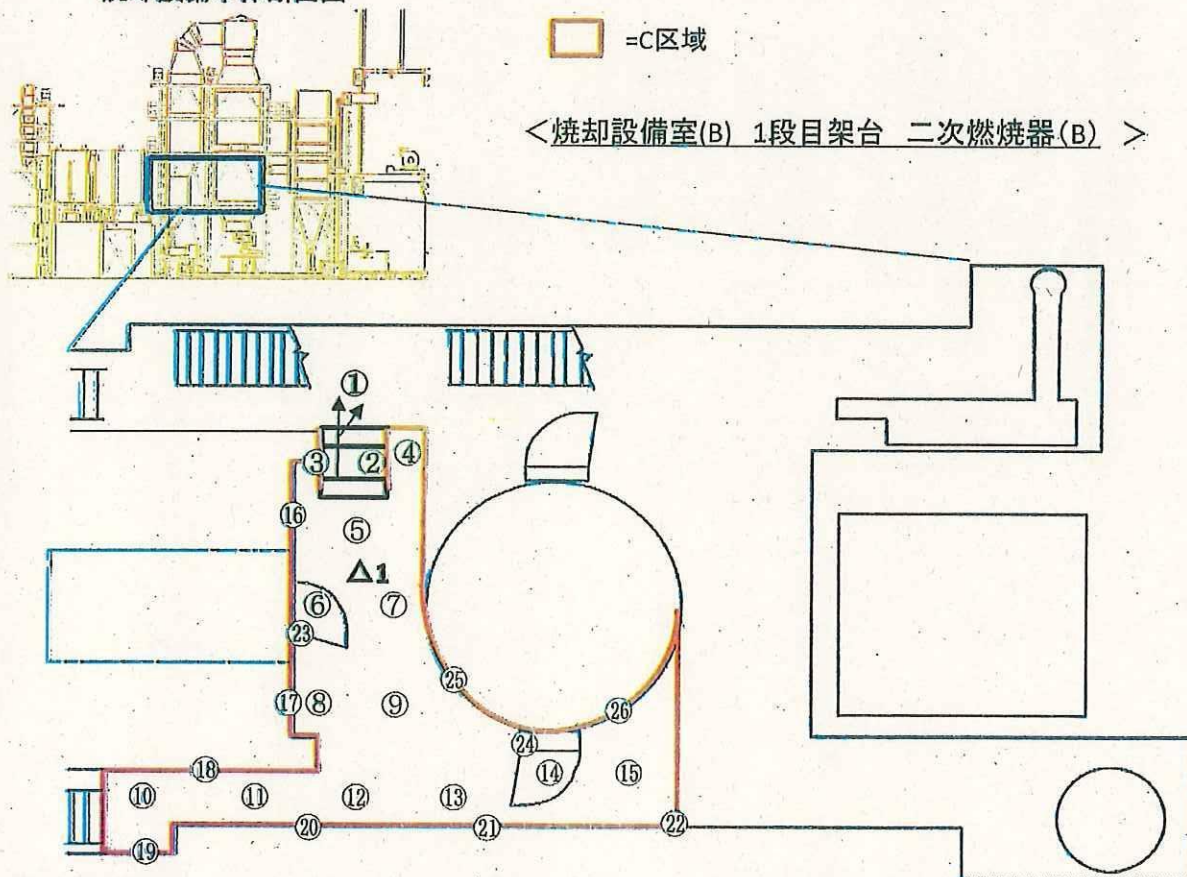 =C区域
<焼却設備室(B) 1段目架台 二次燃焼器(B) >
①
③ ② ④
⑯
⑤
△1
⑥ ⑦
㉓
㉕
⑰ ⑧ ⑨
㉖
㉔
⑱
⑭ ⑮
⑩ ⑪ ⑫ ⑬
⑳ ㉑ ㉒
⑲